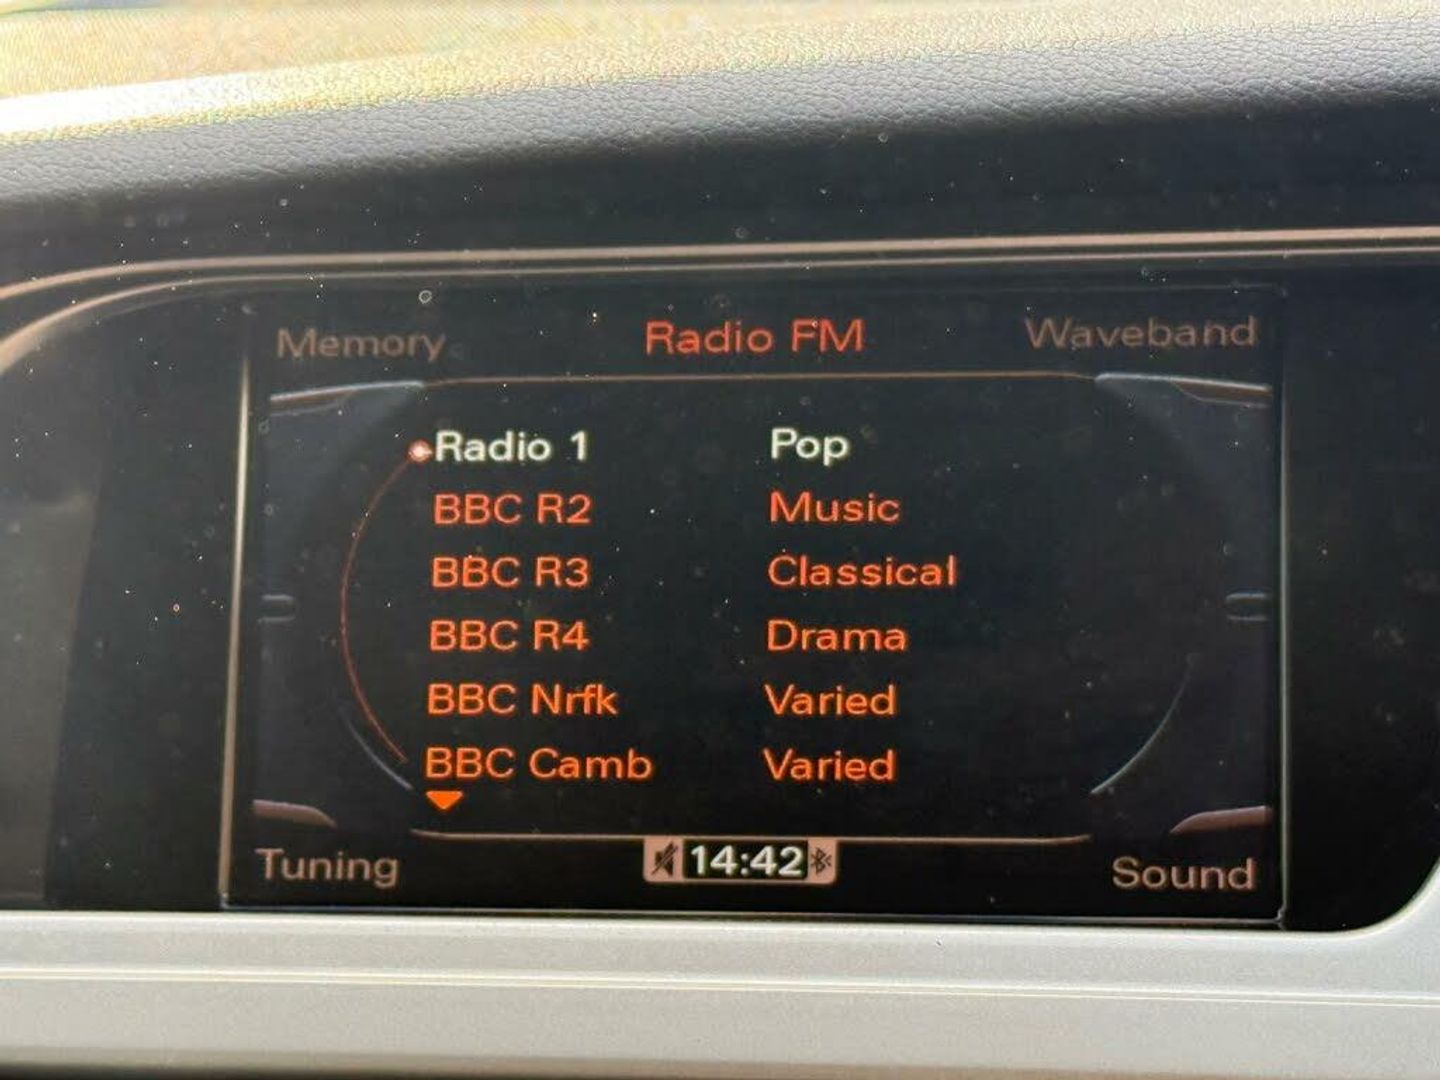 Memory Radio FM Waveband
Radio 1 Pop
BBC R2 Music
BBC R3 Classical
BBC R4 Drama
BBC Nrfk Varied
BBC Camb Varied
Tuning 14:42 Sound